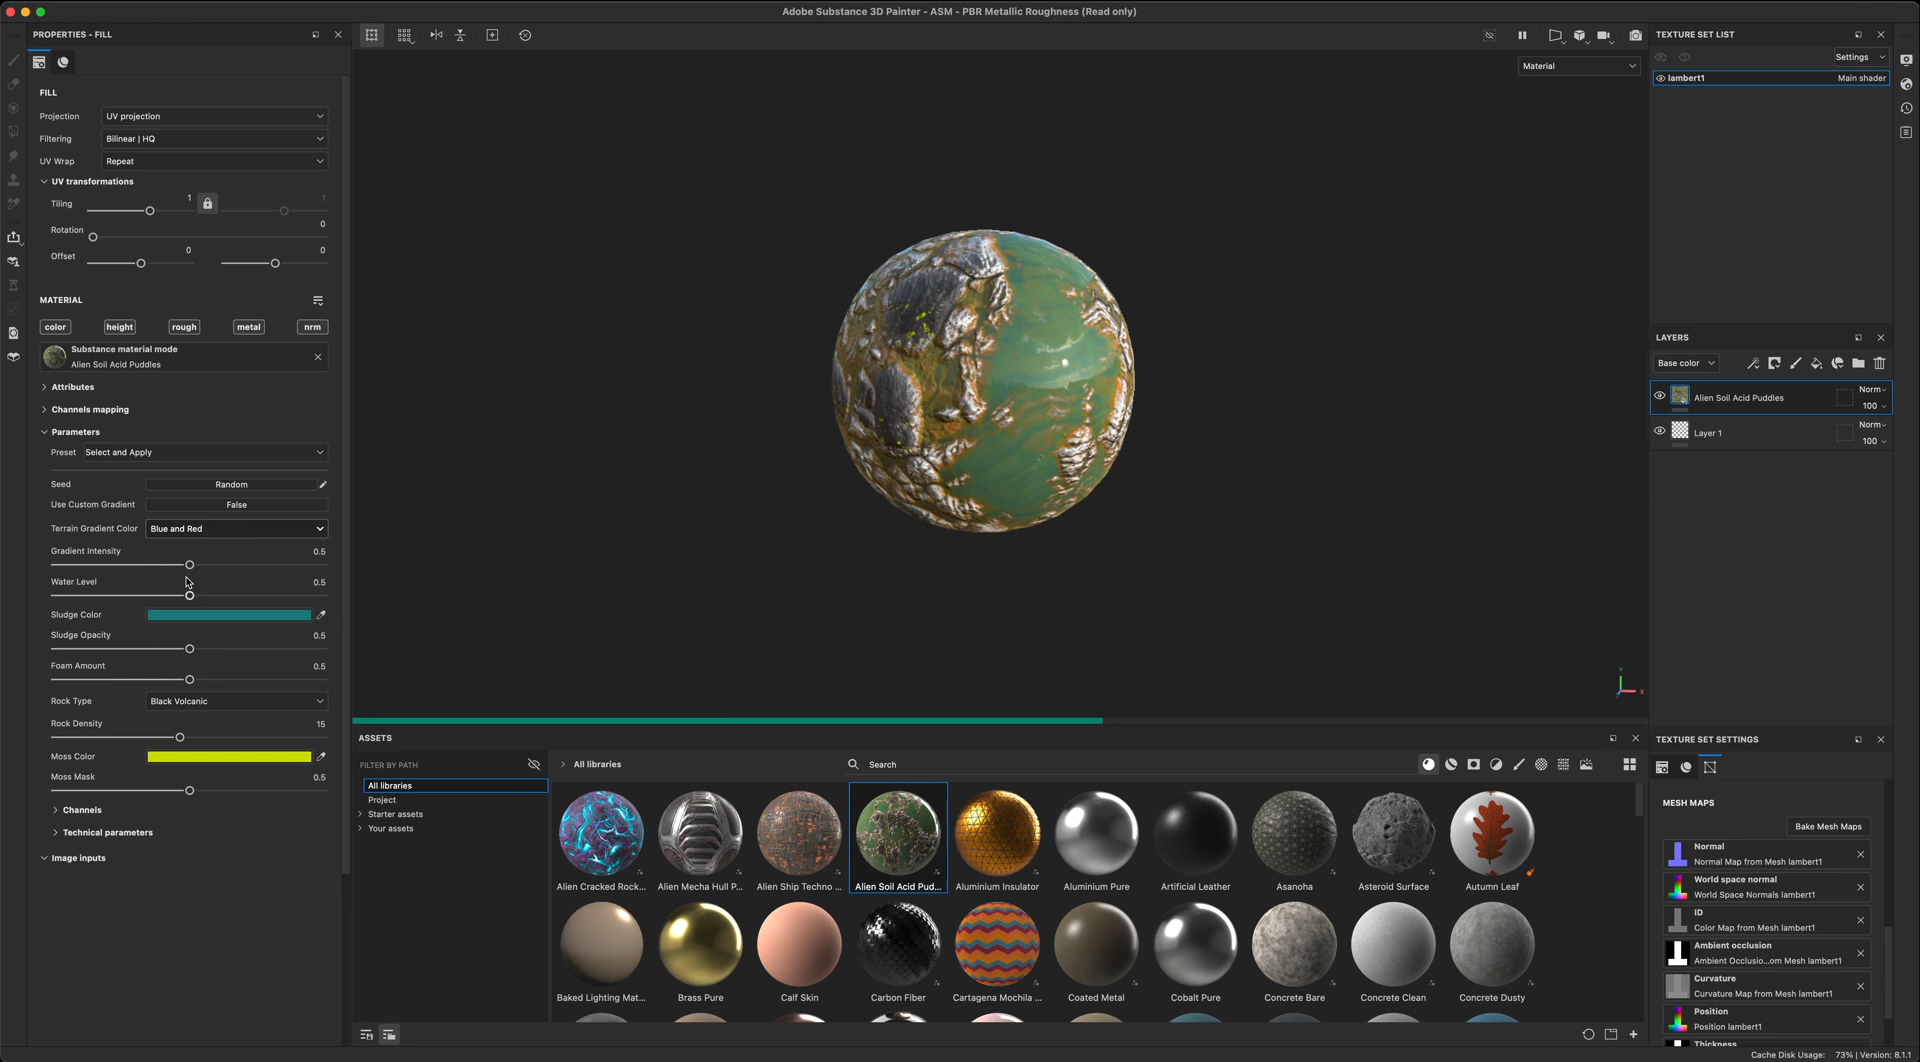 Adobe Substance 3D Painter - ASM - PBR Metallic Roughness (Read only)
PROPERTIES - FILL
FILL
Projection UV projection
Filtering Bilinear | HQ
UV Wrap Repeat
UV transformations
Tiling 1 1
Rotation 0
Offset 0 0
MATERIAL
color height rough metal nrm
Substance material mode
Alien Soil Acid Puddles
Attributes
Channels mapping
Parameters
Preset Select and Apply
Seed Random
Use Custom Gradient False
Terrain Gradient Color Blue and Red
Gradient Intensity 0.5
Water Level 0.5
Sludge Color
Sludge Opacity 0.5
Foam Amount 0.5
Rock Type Black Volcanic
Rock Density 15
Moss Color
Moss Mask 0.5
Channels
Technical parameters
Image inputs
Material
Y
X
ASSETS
FILTER BY PATH
All libraries
Project
Starter assets
Your assets
All libraries
Search
Alien Cracked Rock... Alien Mecha Hull P... Alien Ship Techno ... Alien Soil Acid Pud... Aluminium Insulator Aluminium Pure Artificial Leather Asanoha Asteroid Surface Autumn Leaf
Baked Lighting Mat... Brass Pure Calf Skin Carbon Fiber Cartagena Mochila ... Coated Metal Cobalt Pure Concrete Bare Concrete Clean Concrete Dusty
TEXTURE SET LIST
Settings
lambert1 Main shader
LAYERS
Base color
Alien Soil Acid Puddles Norm
100
Layer 1 Norm
100
TEXTURE SET SETTINGS
MESH MAPS
Bake Mesh Maps
Normal
Normal Map from Mesh lambert1
World space normal
World Space Normals lambert1
ID
Color Map from Mesh lambert1
Ambient occlusion
Ambient Occlusio...om Mesh lambert1
Curvature
Curvature Map from Mesh lambert1
Position
Position lambert1
Thickness
Cache Disk Usage: 73% | Version: 8.1.1